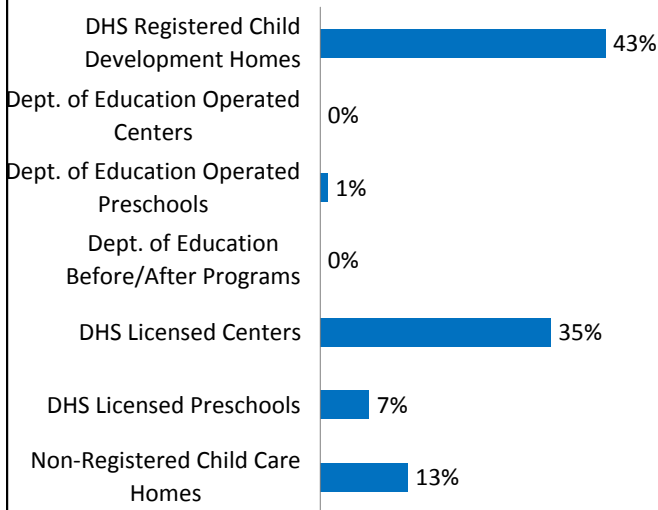 DHS Registered Child
Development Homes
43%
Dept. of Education Operated
Centers
0%
Dept. of Education Operated
Preschools
1%
Dept. of Education
Before/After Programs
0%
DHS Licensed Centers
35%
DHS Licensed Preschools
7%
Non-Registered Child Care
Homes
13%